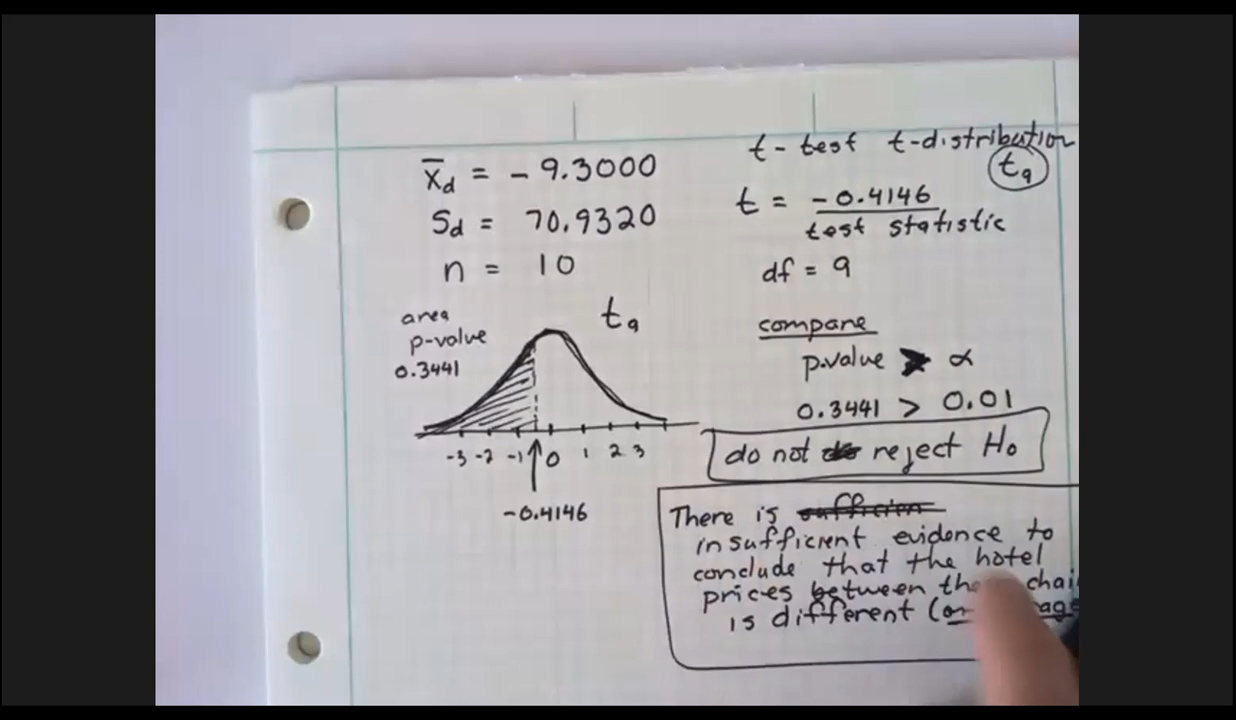 x̄d = -9.3000
Sd = 70.9320
n = 10
t-test t-distribution
t9
t = -0.4146
test statistic
df = 9
area
p-value
0.3441
t9
-3 -2 -1 0 1 2 3
-0.4146
compare
p-value > α
0.3441 > 0.01
do not reject H0
There is
insufficient evidence to
conclude that the hotel
prices between
is different (